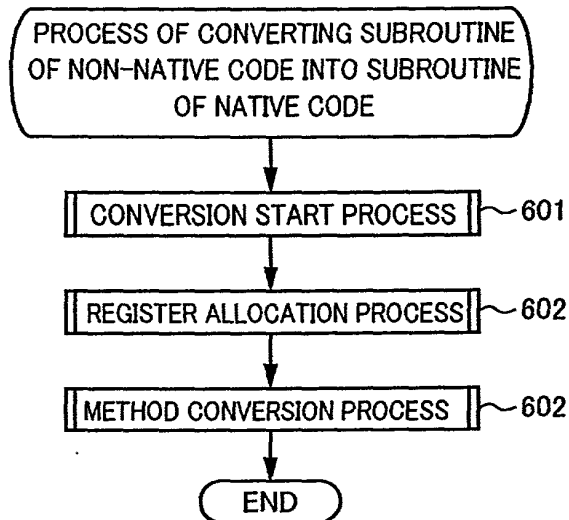 PROCESS OF CONVERTING SUBROUTINE
OF NON-NATIVE CODE INTO SUBROUTINE
OF NATIVE CODE
CONVERSION START PROCESS 601
REGISTER ALLOCATION PROCESS 602
METHOD CONVERSION PROCESS 602
END